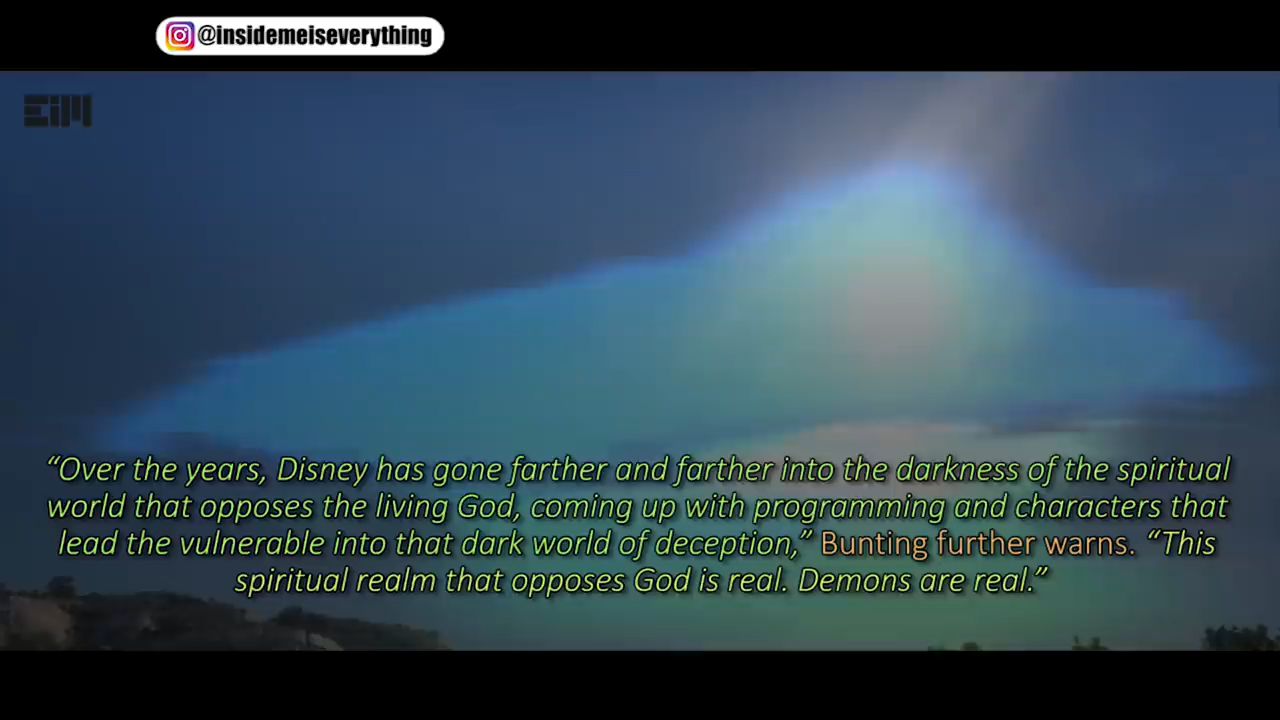 @insidemeiseverything
EiM
“Over the years, Disney has gone farther and farther into the darkness of the spiritual
world that opposes the living God, coming up with programming and characters that
lead the vulnerable into that dark world of deception,” Bunting further warns. “This
spiritual realm that opposes God is real. Demons are real.”